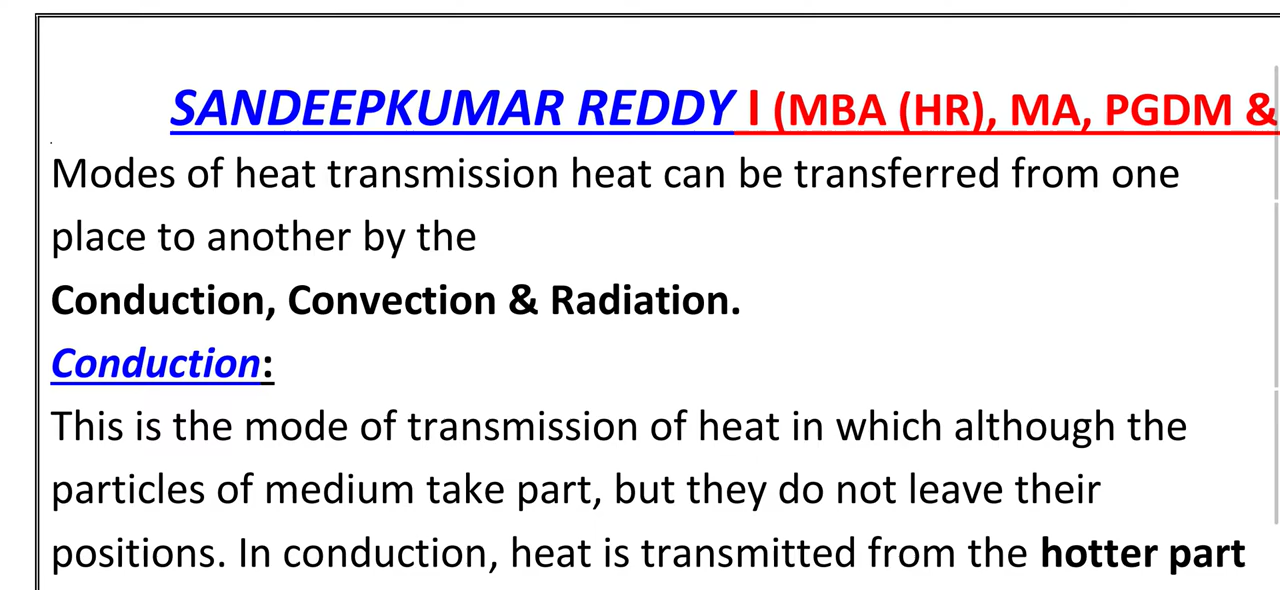 SANDEEPKUMAR REDDY I (MBA (HR), MA, PGDM &
Modes of heat transmission heat can be transferred from one
place to another by the
Conduction, Convection & Radiation.
Conduction:
This is the mode of transmission of heat in which although the
particles of medium take part, but they do not leave their
positions. In conduction, heat is transmitted from the hotter part